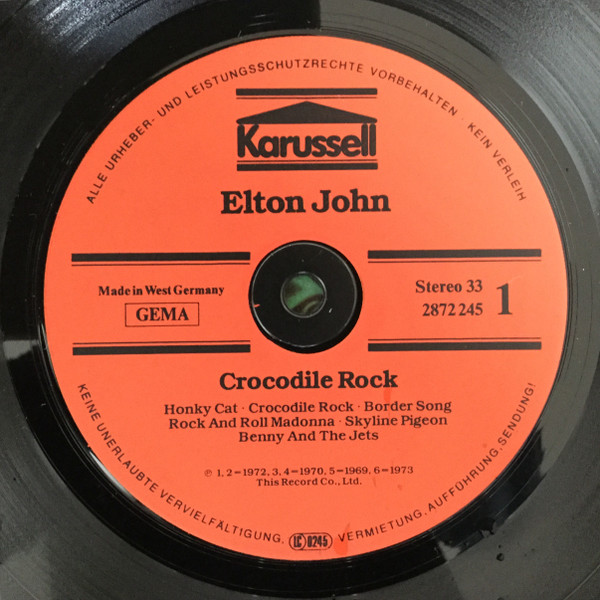 ALLE URHEBER- UND LEISTUNGSSCHUTZRECHTE VORBEHALTEN · KEIN VERLEIH
Karussell
Elton John
Made in West Germany
GEMA
Stereo 33
2872 245
1
Crocodile Rock
Honky Cat · Crocodile Rock · Border Song
Rock And Roll Madonna · Skyline Pigeon
Benny And The Jets
℗ 1, 2=1972, 3, 4=1970, 5=1969, 6=1973
This Record Co., Ltd.
KEINE UNERLAUBTE VERVIELFÄLTIGUNG, VERMIETUNG, AUFFÜHRUNG, SENDUNG!
LC 0245